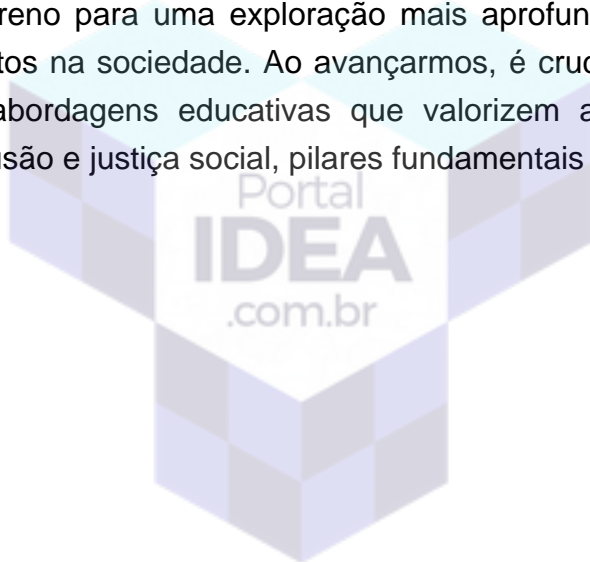 reno para uma exploração mais aprofun
tos na sociedade. Ao avançarmos, é cruc
abordagens educativas que valorizem a
usão e justiça social, pilares fundamentais
Portal
IDEA
.com.br